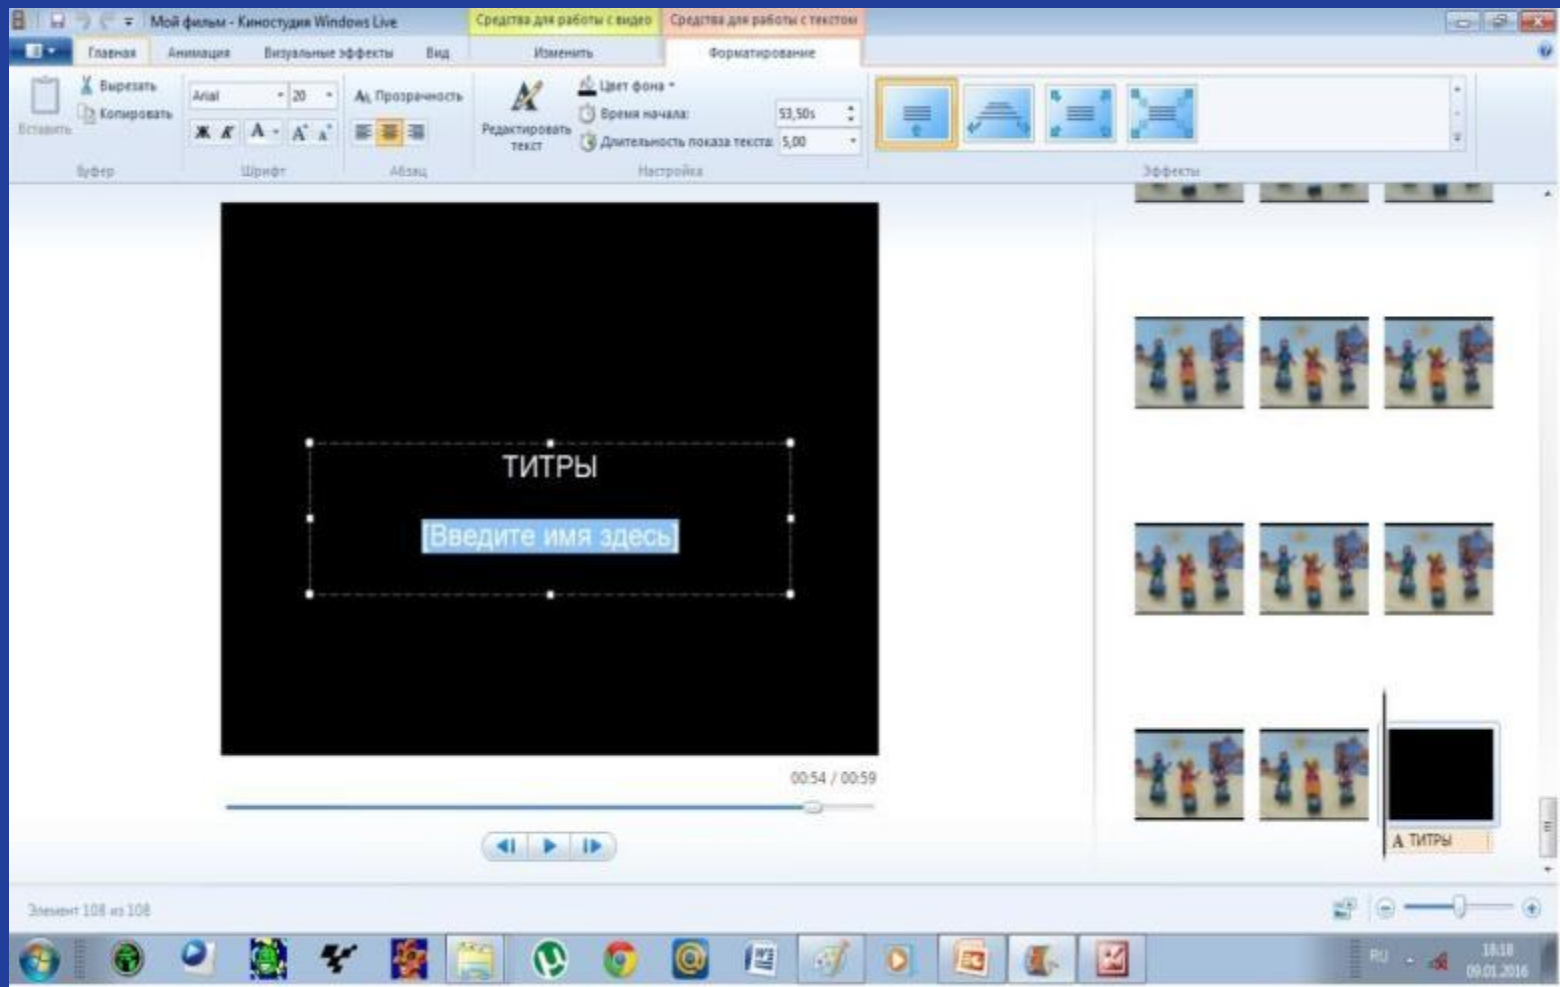 Мой фильм - Киностудия Windows Live
Средства для работы с видео
Средства для работы с текстом
Главная
Анимация
Визуальные эффекты
Вид
Изменить
Форматирование
Вставить
Вырезать
Копировать
Буфер
Arial
20
Ж К А А А
Шрифт
Прозрачность
Абзац
Редактировать
текст
Цвет фона
Время начала: 53,50s
Длительность показа текста: 5,00
Настройка
Эффекты
ТИТРЫ
[Введите имя здесь]
00:54 / 00:59
А ТИТРЫ
Элемент 108 из 108
RU
18:18
09.01.2016